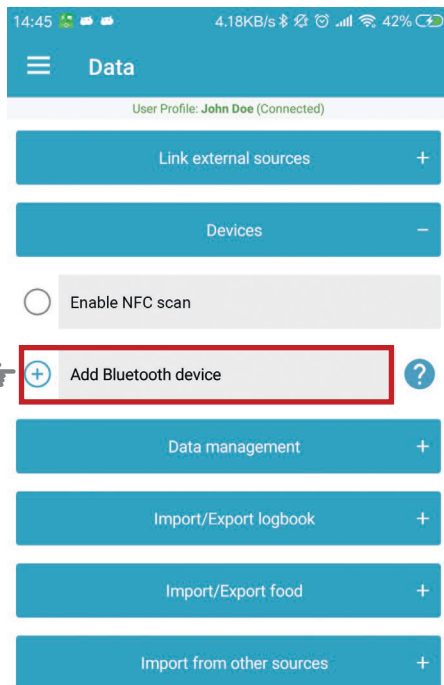 14:45 4.18KB/s 42%
Data
User Profile: John Doe (Connected)
Link external sources +
Devices −
Enable NFC scan
+ Add Bluetooth device ?
Data management +
Import/Export logbook +
Import/Export food +
Import from other sources +